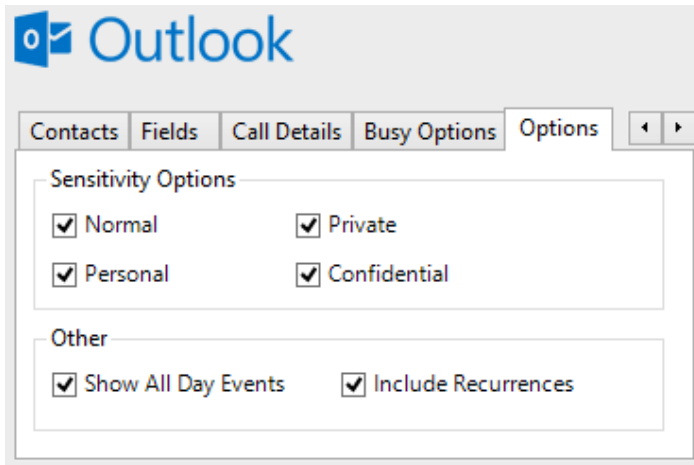 Outlook
Contacts Fields Call Details Busy Options Options
Sensitivity Options
Normal Private
Personal Confidential
Other
Show All Day Events Include Recurrences